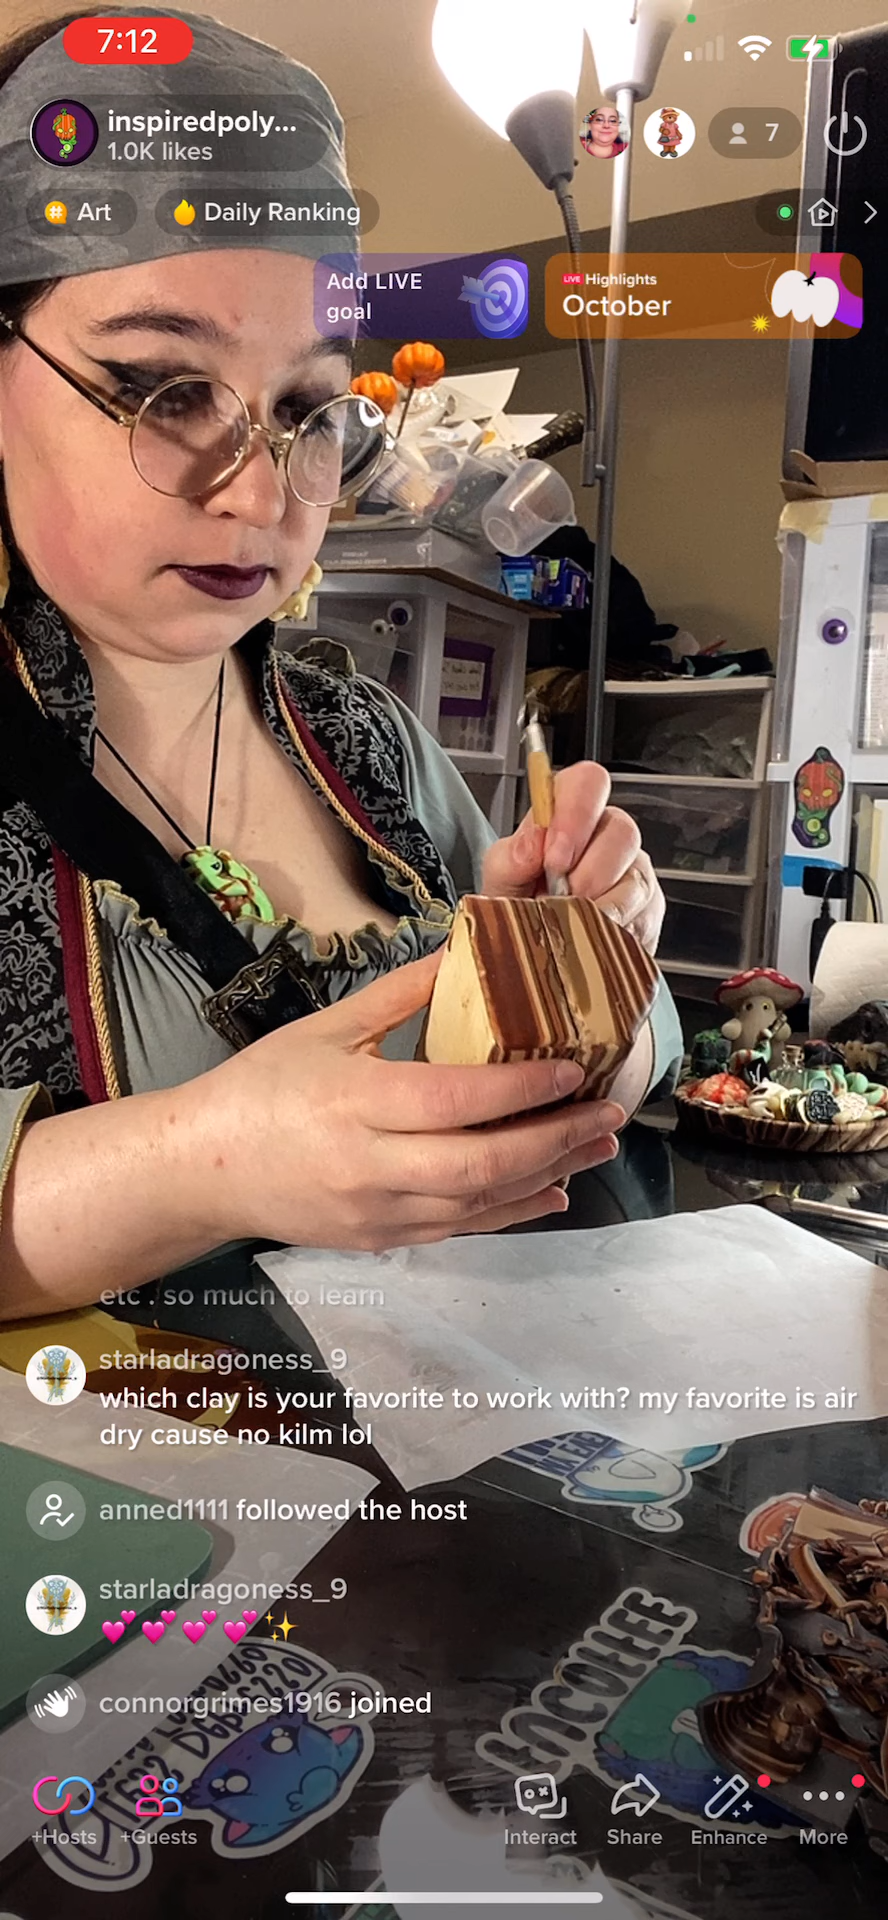 7:12
inspiredpoly...
1.0K likes
7
Art
Daily Ranking
Add LIVE
goal
LIVE Highlights
October
etc . so much to learn
starladragoness_9
which clay is your favorite to work with? my favorite is air
dry cause no kilm lol
anned1111 followed the host
starladragoness_9
💕💕💕💕✨
connorgrimes1916 joined
+Hosts
+Guests
Interact
Share
Enhance
More